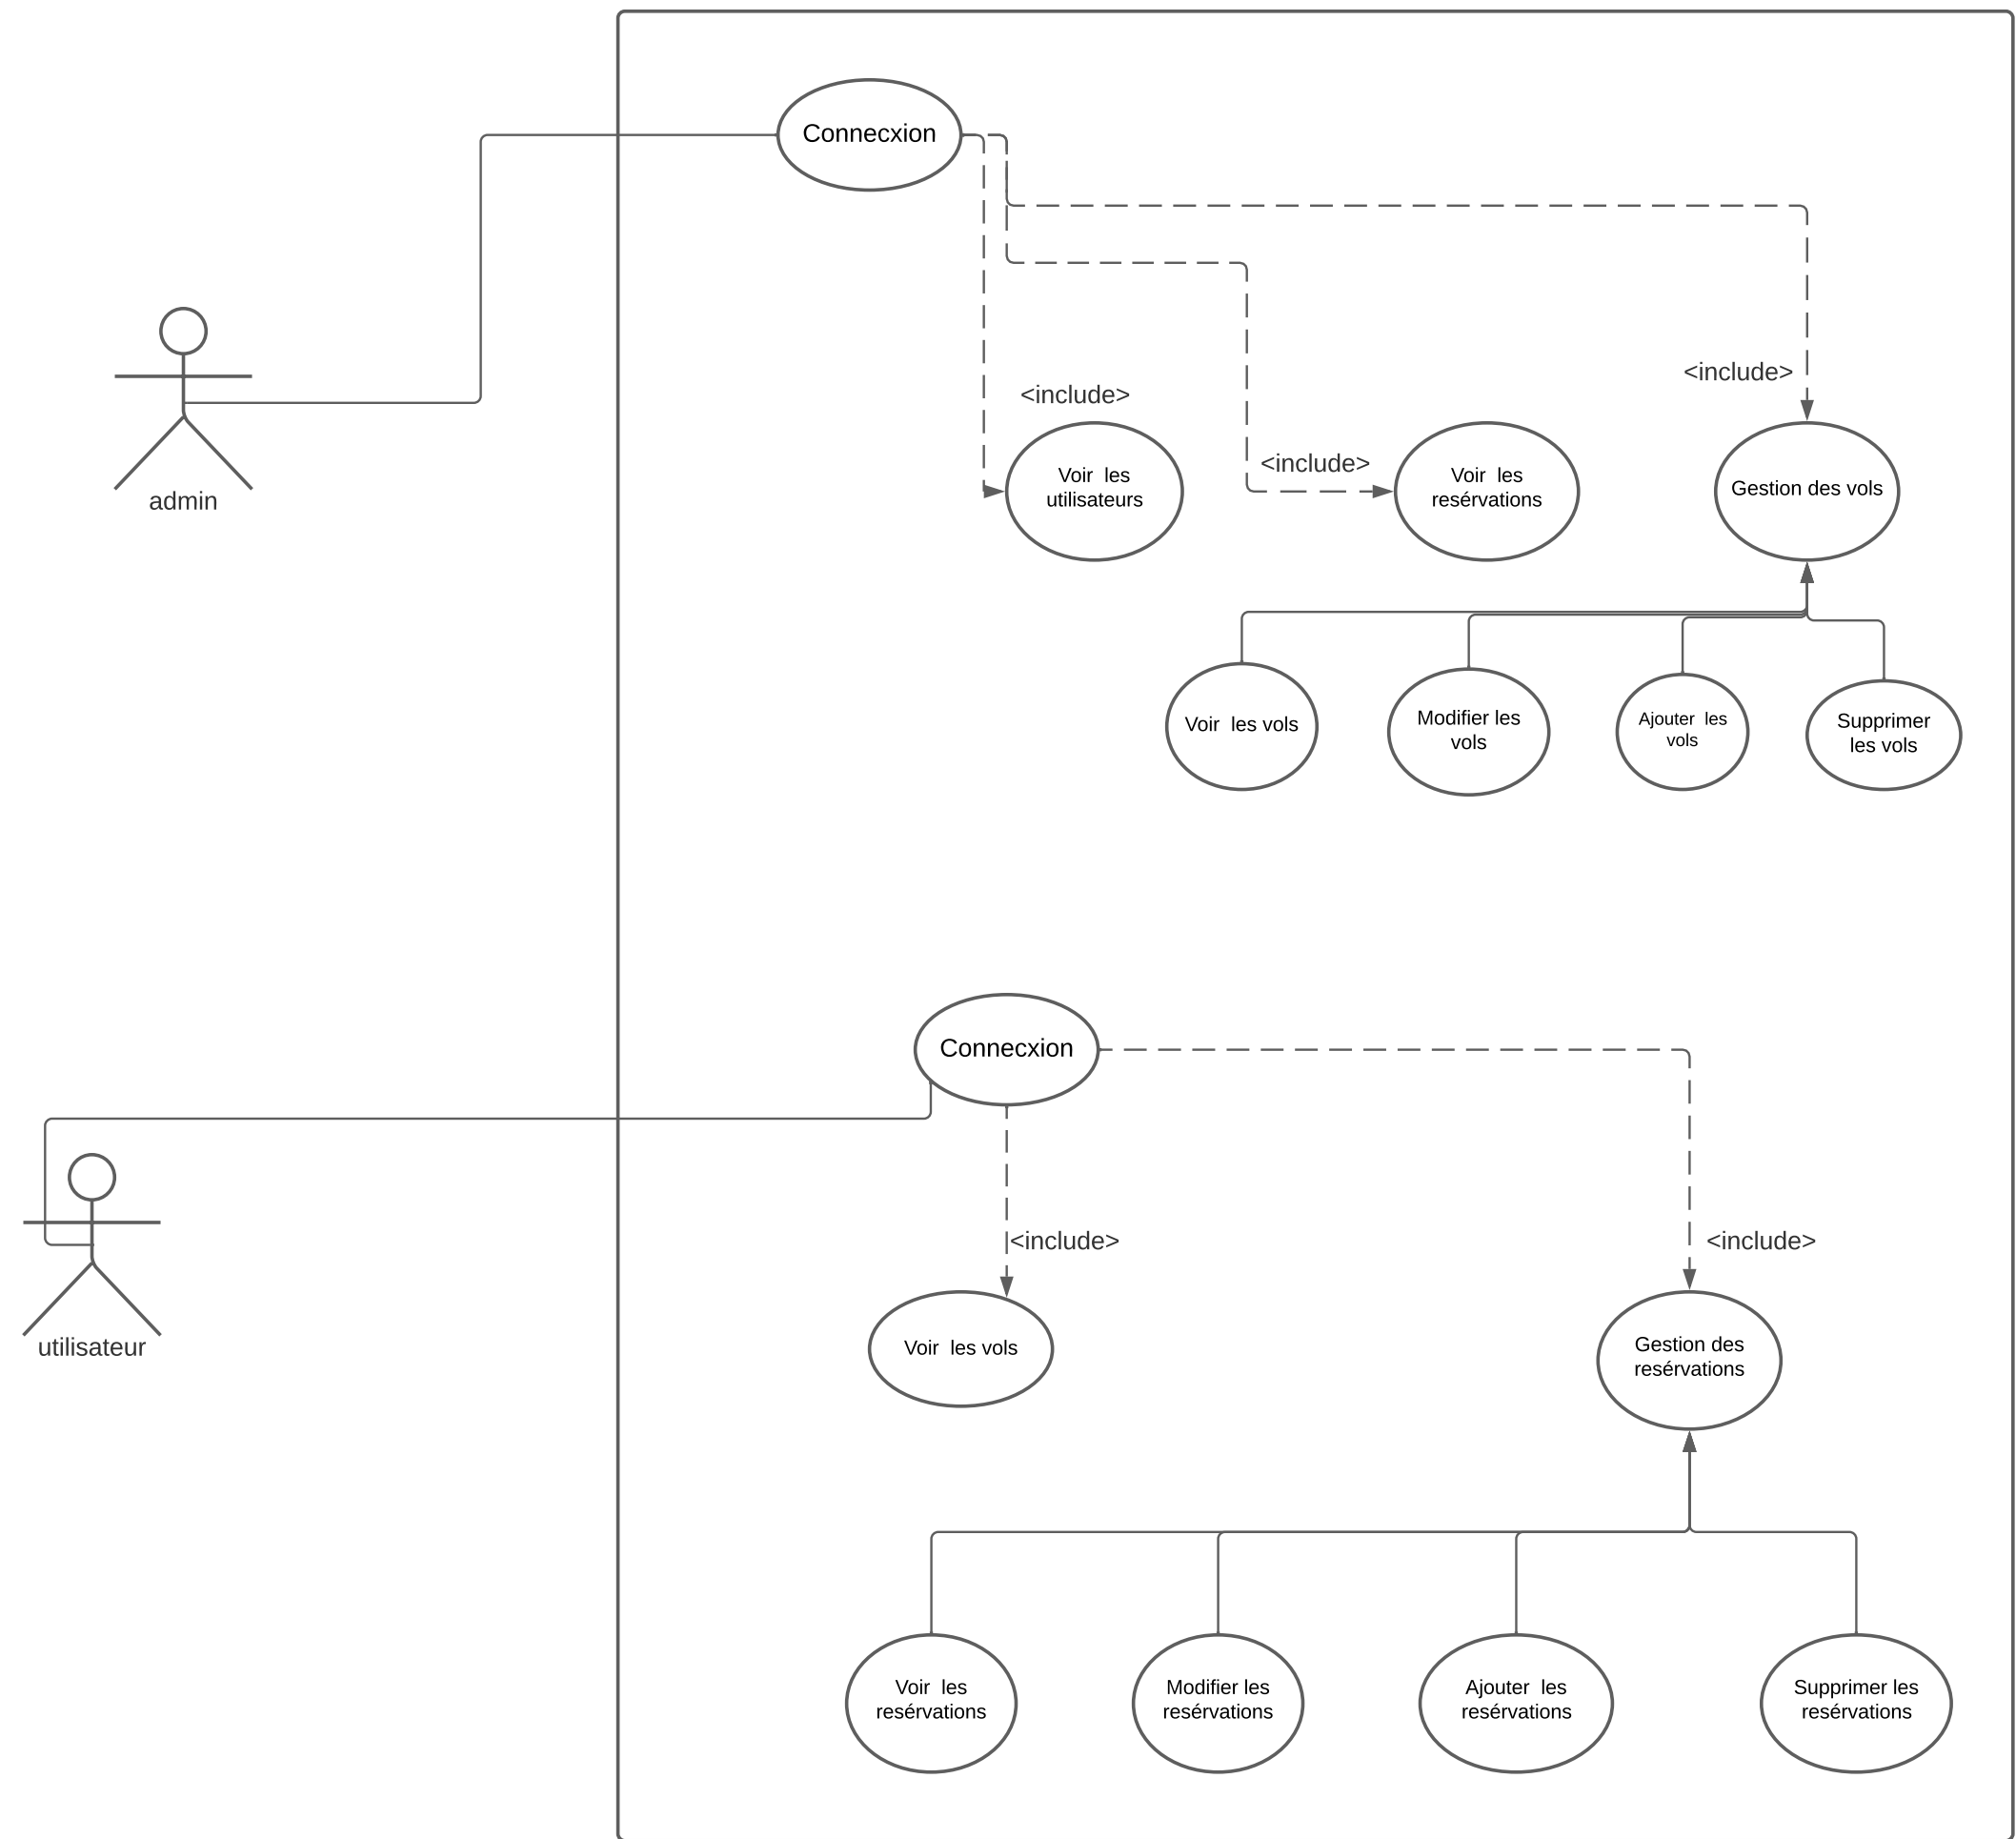 Connecxion
<include>
<include>
<include>
Voir  les
utilisateurs
Voir  les
resérvations
Gestion des vols
admin
Voir  les vols
Modifier les
vols
Ajouter  les
vols
Supprimer
les vols
Connecxion
<include>
<include>
utilisateur
Voir  les vols
Gestion des
resérvations
Voir  les
resérvations
Modifier les
resérvations
Ajouter  les
resérvations
Supprimer les
resérvations